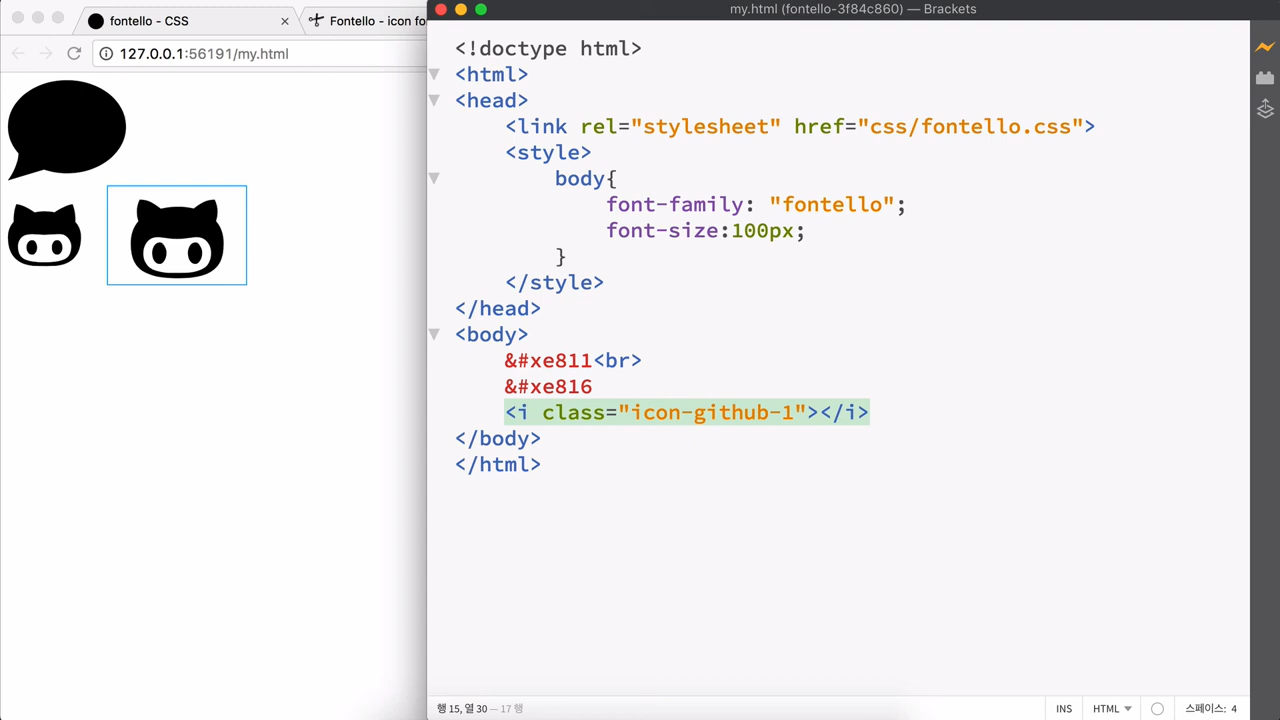 fontello - CSS
Fontello - icon fo
my.html (fontello-3f84c860) — Brackets
127.0.0.1:56191/my.html
<!doctype html>
<html>
<head>
<link rel="stylesheet" href="css/fontello.css">
<style>
body{
font-family: "fontello";
font-size:100px;
}
</style>
</head>
<body>
&#xe811<br>
&#xe816
<i class="icon-github-1"></i>
</body>
</html>
행 15, 열 30 — 17 행
INS
HTML
스페이스: 4